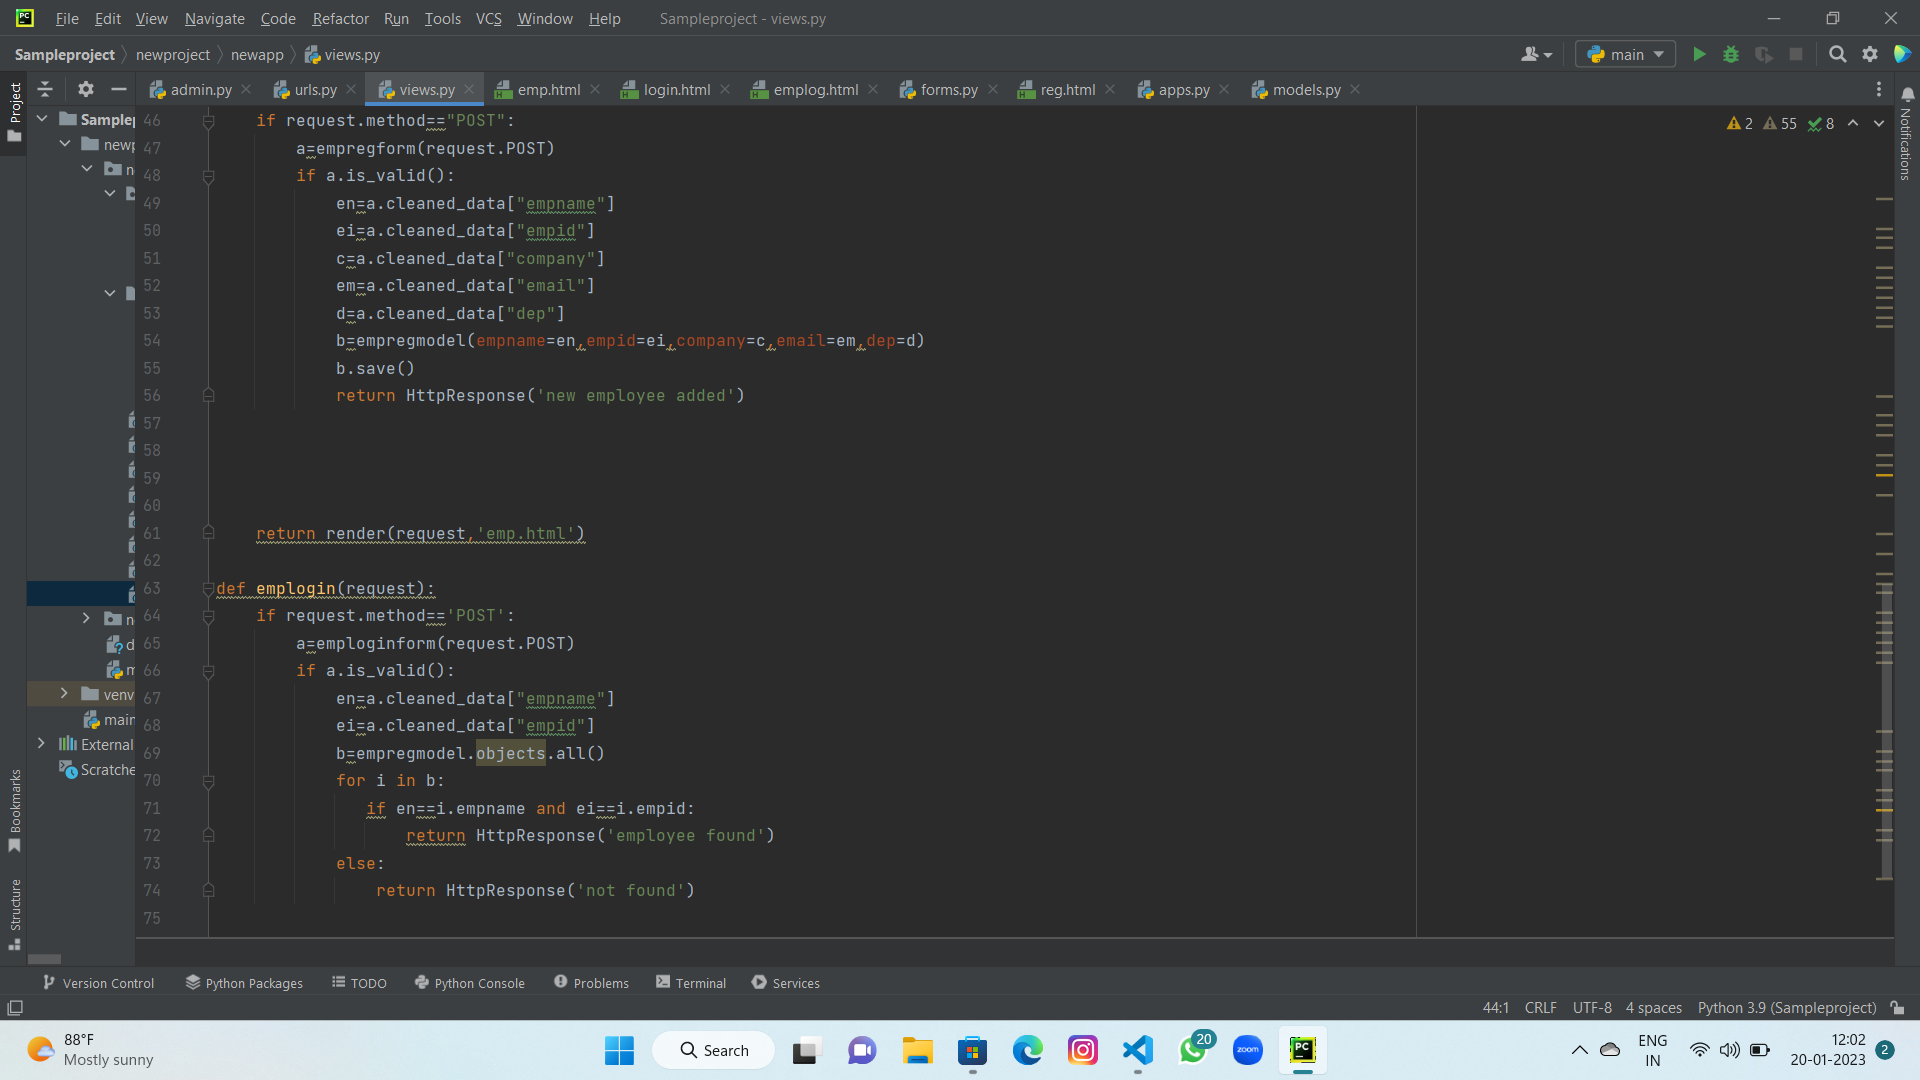 File Edit View Navigate Code Refactor Run Tools VCS Window Help Sampleproject - views.py
Sampleproject newproject newapp views.py main
Project
admin.py urls.py views.py emp.html login.html emplog.html forms.py reg.html apps.py models.py
Notifications
2 55 8
46 if request.method=="POST":
47 a=empregform(request.POST)
48 if a.is_valid():
49 en=a.cleaned_data["empname"]
50 ei=a.cleaned_data["empid"]
51 c=a.cleaned_data["company"]
52 em=a.cleaned_data["email"]
53 d=a.cleaned_data["dep"]
54 b=empregmodel(empname=en,empid=ei,company=c,email=em,dep=d)
55 b.save()
56 return HttpResponse('new employee added')
57
58
59
60
61 return render(request,'emp.html')
62
63 def emplogin(request):
64 if request.method=='POST':
65 a=emploginform(request.POST)
66 if a.is_valid():
67 en=a.cleaned_data["empname"]
68 ei=a.cleaned_data["empid"]
69 b=empregmodel.objects.all()
70 for i in b:
71 if en==i.empname and ei==i.empid:
72 return HttpResponse('employee found')
73 else:
74 return HttpResponse('not found')
75
Samplep
newp
n
n
d
m
venv
main
External
Scratche
Bookmarks
Structure
Version Control Python Packages TODO Python Console Problems Terminal Services
44:1 CRLF UTF-8 4 spaces Python 3.9 (Sampleproject)
88°F
Mostly sunny
Search
20
zoom
PC
ENG
IN
12:02
20-01-2023
2